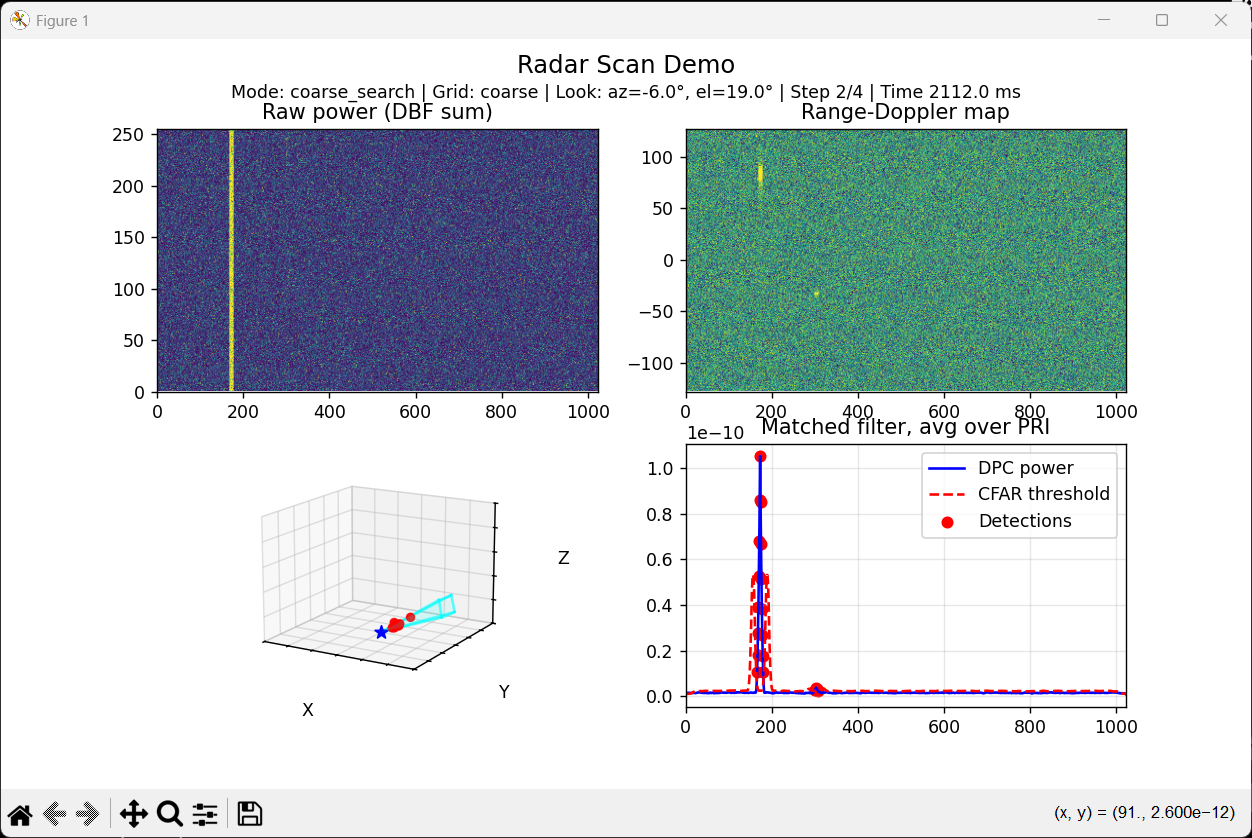 Figure 1
Radar Scan Demo
Mode: coarse_search | Grid: coarse | Look: az=-6.0°, el=19.0° | Step 2/4 | Time 2112.0 ms
Raw power (DBF sum)
250
200
150
100
50
0
0 200 400 600 800 1000
Range-Doppler map
100
50
0
−50
−100
0 200 400 600 800 1000
X
Y
Z
Matched filter, avg over PRI
1e−10
1.0
0.8
0.6
0.4
0.2
0.0
DPC power
CFAR threshold
Detections
0 200 400 600 800 1000
(x, y) = (91., 2.600e−12)